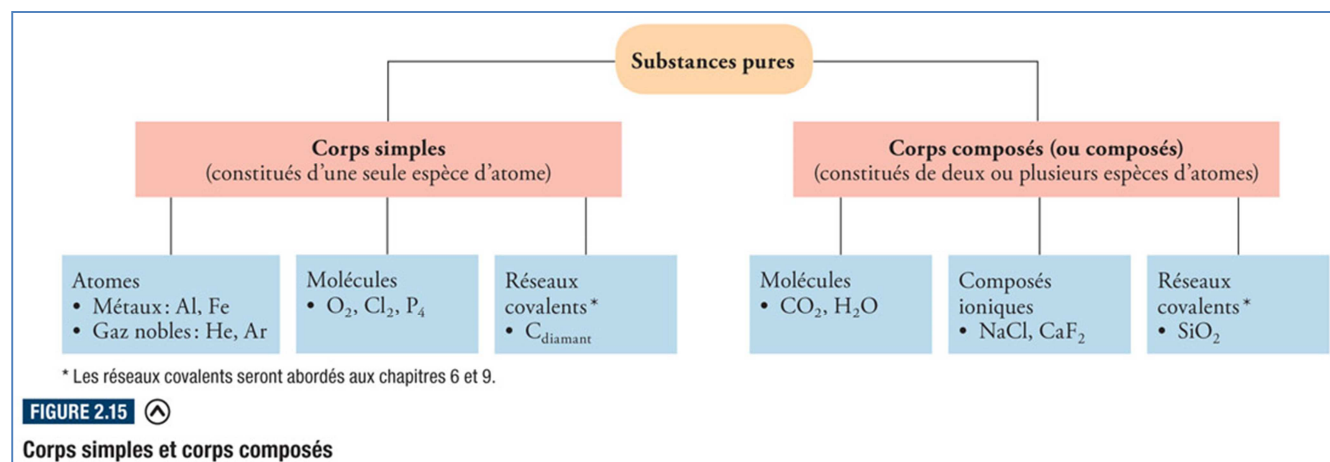 Substances pures
Corps simples
(constitués d'une seule espèce d'atome)
Corps composés (ou composés)
(constitués de deux ou plusieurs espèces d'atomes)
Atomes
• Métaux : Al, Fe
• Gaz nobles : He, Ar
Molécules
• O₂, Cl₂, P₄
Réseaux
covalents*
• C_diamant
Molécules
• CO₂, H₂O
Composés
ioniques
• NaCl, CaF₂
Réseaux
covalents*
• SiO₂
* Les réseaux covalents seront abordés aux chapitres 6 et 9.
FIGURE 2.15
Corps simples et corps composés